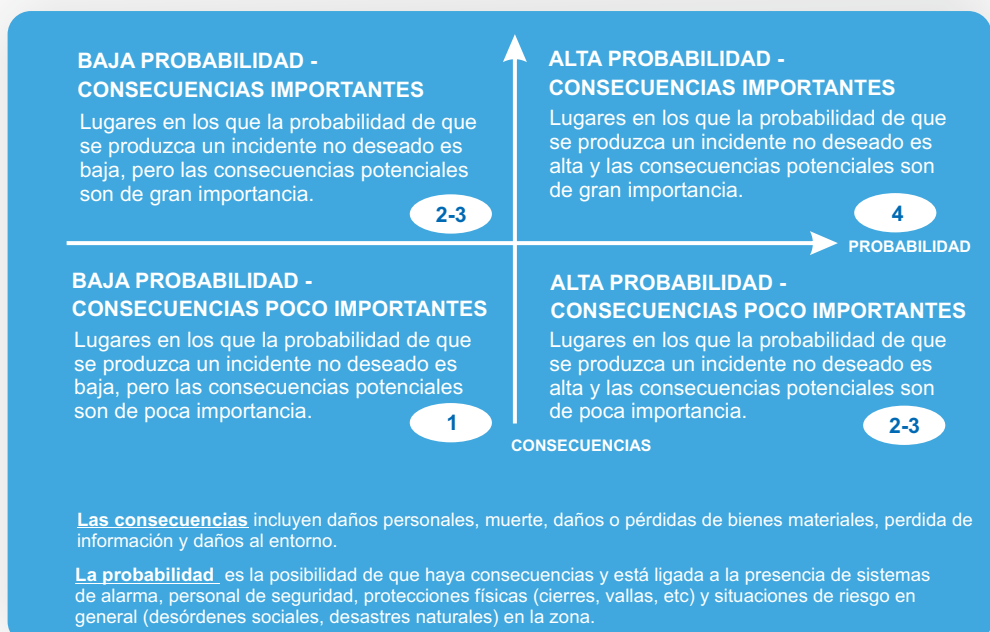 BAJA PROBABILIDAD -
CONSECUENCIAS IMPORTANTES
Lugares en los que la probabilidad de que
se produzca un incidente no deseado es
baja, pero las consecuencias potenciales
son de gran importancia.
2-3
ALTA PROBABILIDAD -
CONSECUENCIAS IMPORTANTES
Lugares en los que la probabilidad de que
se produzca un incidente no deseado es
alta y las consecuencias potenciales son
de gran importancia.
4
PROBABILIDAD
BAJA PROBABILIDAD -
CONSECUENCIAS POCO IMPORTANTES
Lugares en los que la probabilidad de que
se produzca un incidente no deseado es
baja, pero las consecuencias potenciales
son de poca importancia.
1
ALTA PROBABILIDAD -
CONSECUENCIAS POCO IMPORTANTES
Lugares en los que la probabilidad de que
se produzca un incidente no deseado es
alta y las consecuencias potenciales son
de poca importancia.
2-3
CONSECUENCIAS
Las consecuencias incluyen daños personales, muerte, daños o pérdidas de bienes materiales, perdida de
información y daños al entorno.
La probabilidad es la posibilidad de que haya consecuencias y está ligada a la presencia de sistemas
de alarma, personal de seguridad, protecciones físicas (cierres, vallas, etc) y situaciones de riesgo en
general (desórdenes sociales, desastres naturales) en la zona.